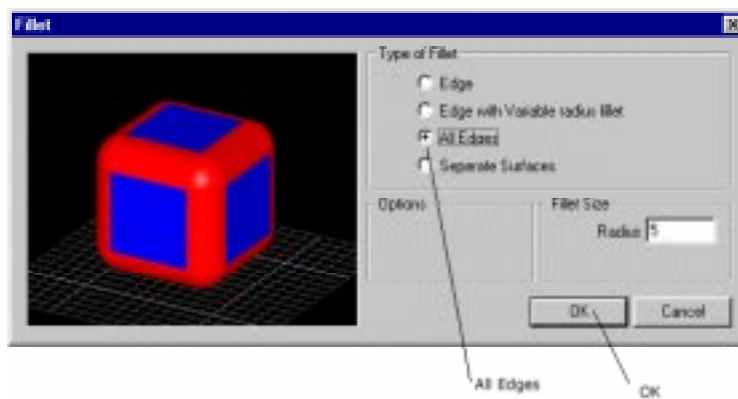 Fillet
Type of Fillet
Edge
Edge with Variable radius fillet
All Edges
Seperate Surfaces
Options
Fillet Size
Radius 5
OK
Cancel
All Edges
OK